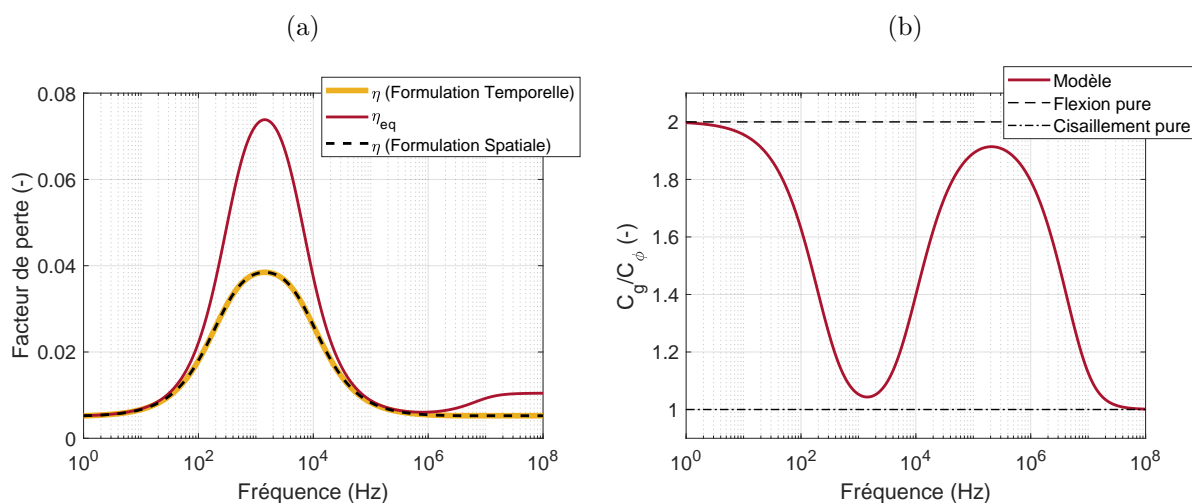 (a)
η (Formulation Temporelle)
ηeq
η (Formulation Spatiale)
0.08
0.06
0.04
0.02
0
Facteur de perte (-)
10^0
10^2
10^4
10^6
10^8
Fréquence (Hz)
(b)
Modèle
Flexion pure
Cisaillement pure
2
1.8
1.6
1.4
1.2
1
C_g/C_ϕ (-)
10^0
10^2
10^4
10^6
10^8
Fréquence (Hz)